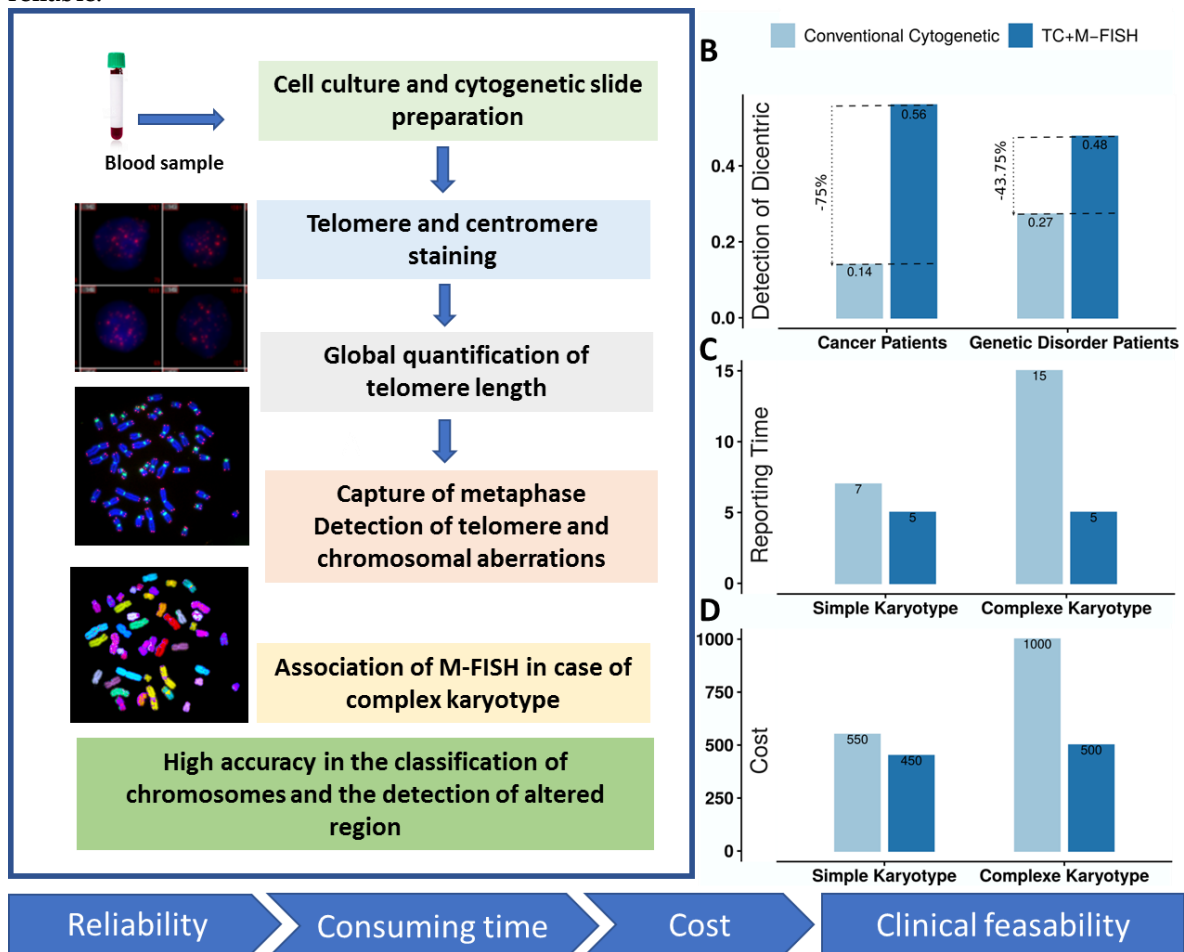 Blood sample
Cell culture and cytogenetic slide
preparation
Telomere and centromere
staining
Global quantification of
telomere length
Capture of metaphase
Detection of telomere and
chromosomal aberrations
Association of M-FISH in case of
complex karyotype
High accuracy in the classification of
chromosomes and the detection of altered
region
B
Conventional Cytogenetic
TC+M−FISH
Detection of Dicentric
0.4
0.2
0.0
-75%
0.14
0.56
-43.75%
0.27
0.48
Cancer Patients
Genetic Disorder Patients
C
Reporting Time
15
10
5
0
7
5
15
5
Simple Karyotype
Complexe Karyotype
D
Cost
1000
750
500
250
0
550
450
1000
500
Simple Karyotype
Complexe Karyotype
Reliability
Consuming time
Cost
Clinical feasability